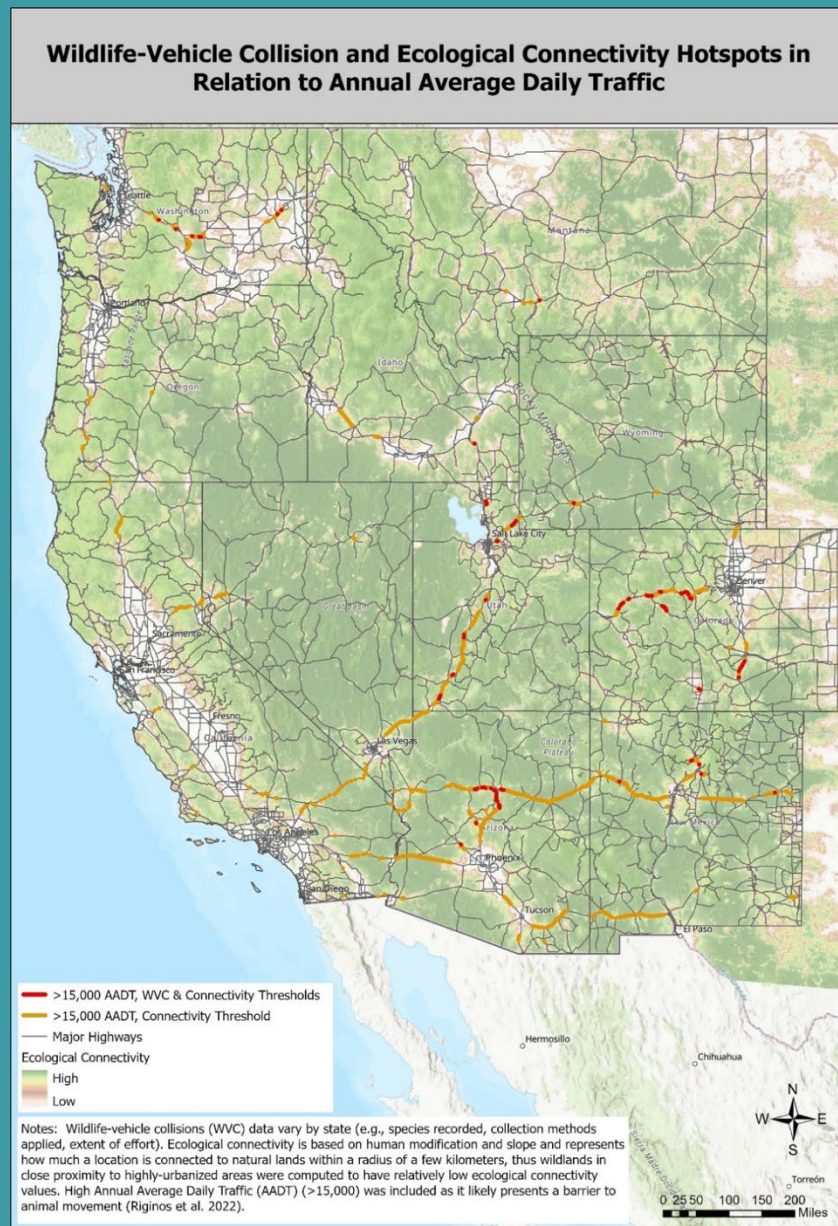 Wildlife-Vehicle Collision and Ecological Connectivity Hotspots in
Relation to Annual Average Daily Traffic
Seattle
Washington
Montana
Portland
Oregon
Idaho
Rocky Mountains
Wyoming
Salt Lake City
Great Basin
Utah
Denver
Colorado
Sacramento
San Francisco
Fresno
California
Las Vegas
Colorado
Plateau
Los Angeles
Arizona
New Mexico
Phoenix
San Diego
Tucson
El Paso
Hermosillo
Chihuahua
Sierra Madre
Torreón
>15,000 AADT, WVC & Connectivity Thresholds
>15,000 AADT, Connectivity Threshold
Major Highways
Ecological Connectivity
High
Low
Notes: Wildlife-vehicle collisions (WVC) data vary by state (e.g., species recorded, collection methods
applied, extent of effort). Ecological connectivity is based on human modification and slope and represents
how much a location is connected to natural lands within a radius of a few kilometers, thus wildlands in
close proximity to highly-urbanized areas were computed to have relatively low ecological connectivity
values. High Annual Average Daily Traffic (AADT) (>15,000) was included as it likely presents a barrier to
animal movement (Riginos et al. 2022).
N
W E
S
0 25 50 100 150 200
Miles